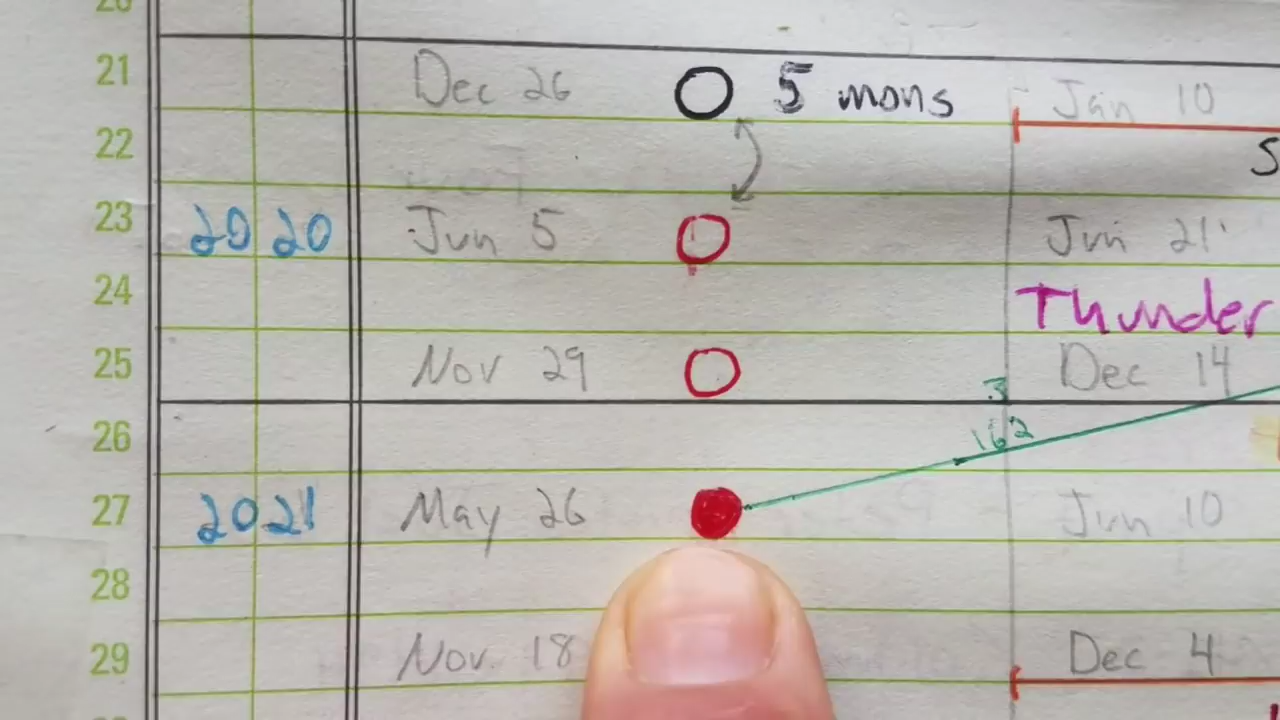 21 Dec 26 5 mons Jan 10
22 S
23 2020 Jun 5 Jun 21
24 Thunder
25 Nov 29 Dec 14
3
26 162
27 2021 May 26 Jun 10
28
29 Nov. 18 Dec 4